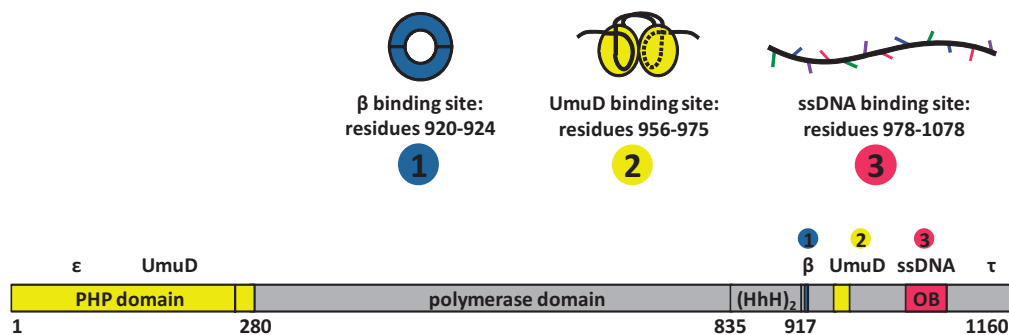 β binding site:
residues 920-924
1
UmuD binding site:
residues 956-975
2
ssDNA binding site:
residues 978-1078
3
1 2 3
ε UmuD β UmuD ssDNA τ
PHP domain polymerase domain (HhH)₂ OB
1 280 835 917 1160